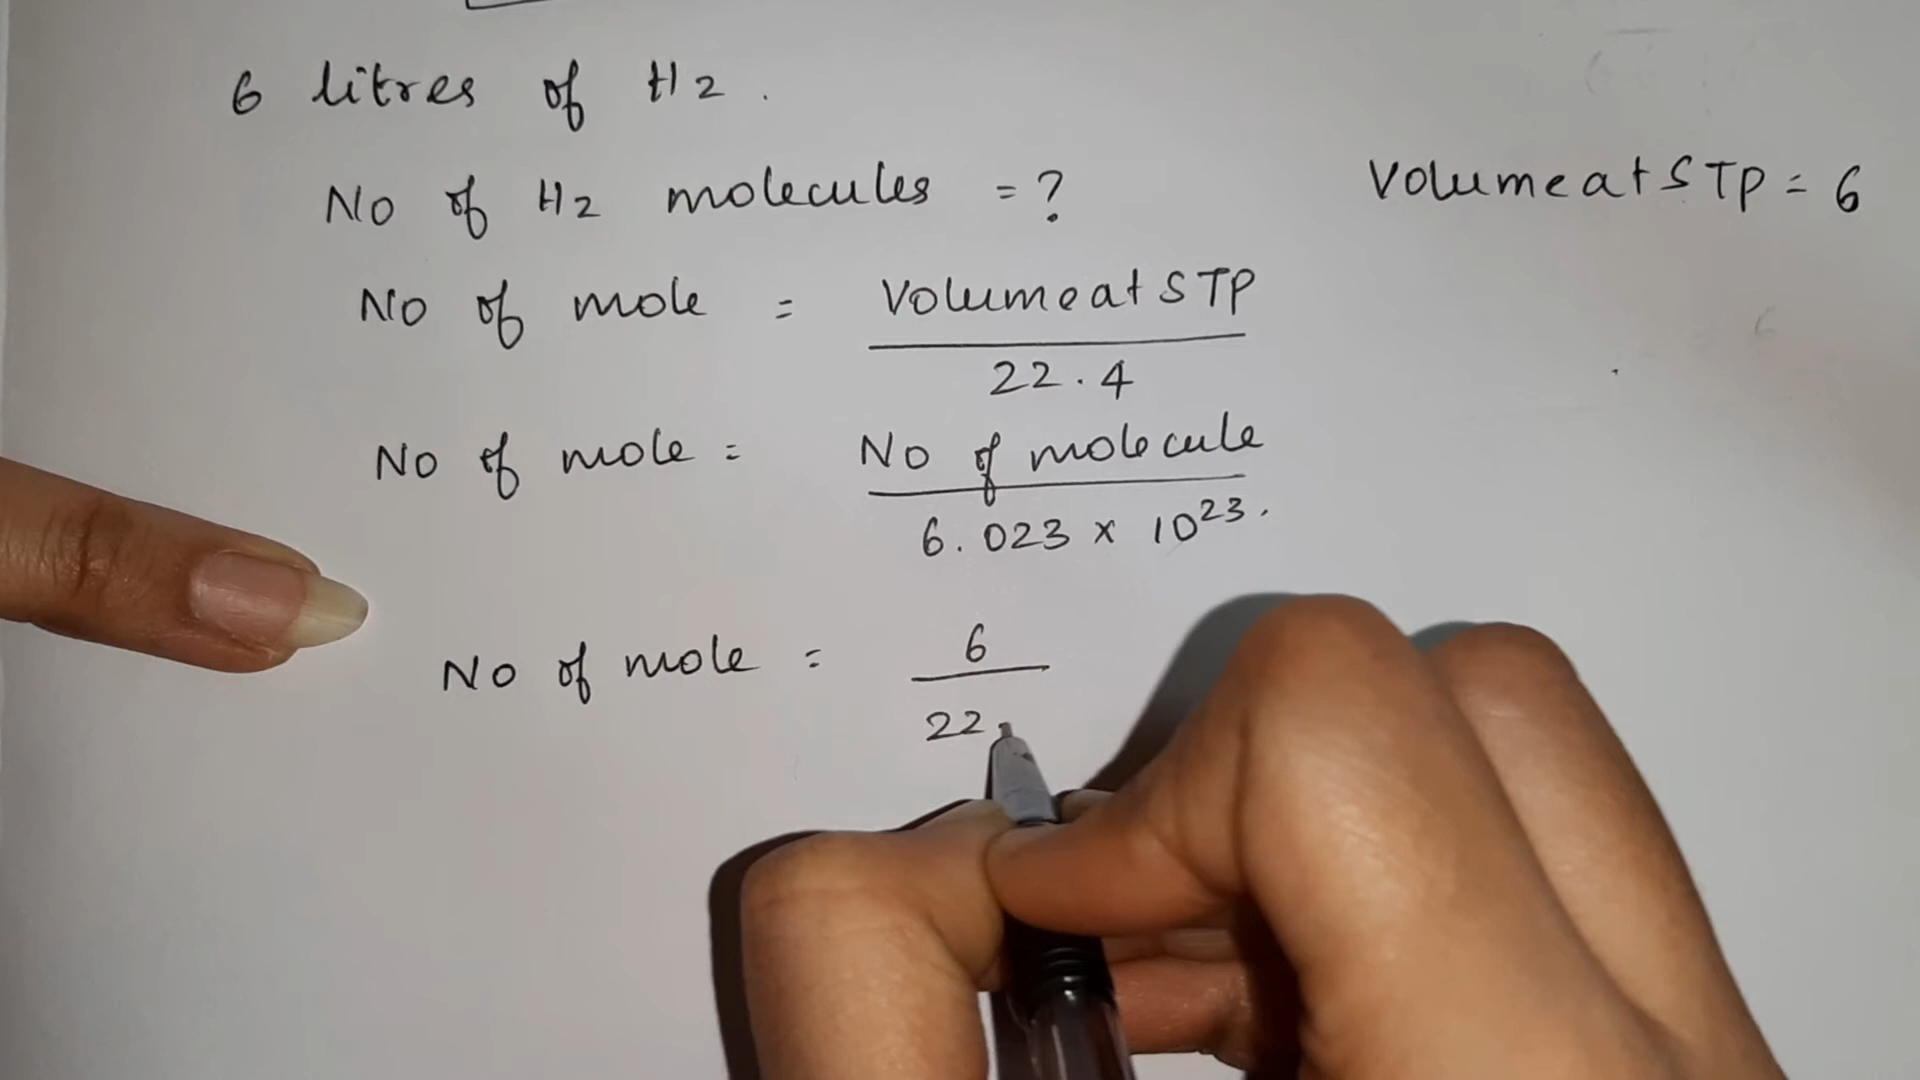 6 litres of H2.
No of H2 molecules = ?
Volume at STP = 6
No of mole = Volume at STP
22.4
No of mole = No of molecule
6.023 x 10^23.
No of mole = 6
22.